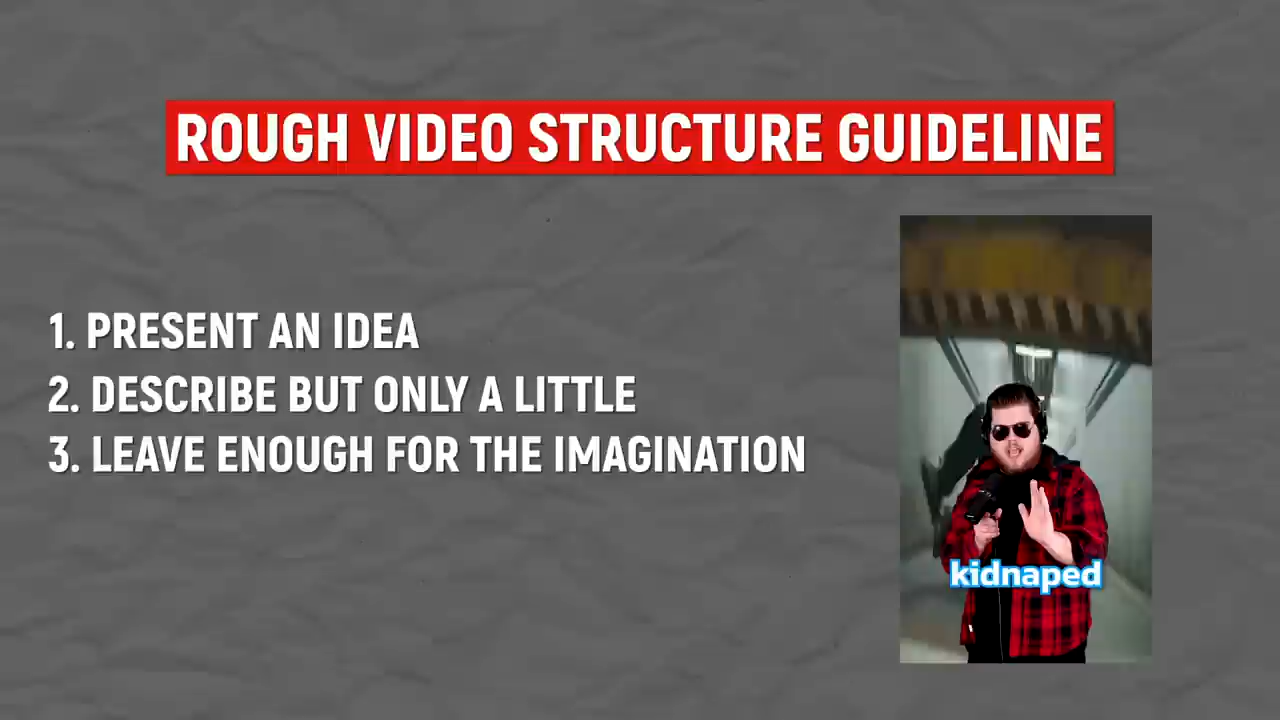 ROUGH VIDEO STRUCTURE GUIDELINE
1. PRESENT AN IDEA
2. DESCRIBE BUT ONLY A LITTLE
3. LEAVE ENOUGH FOR THE IMAGINATION
kidnaped